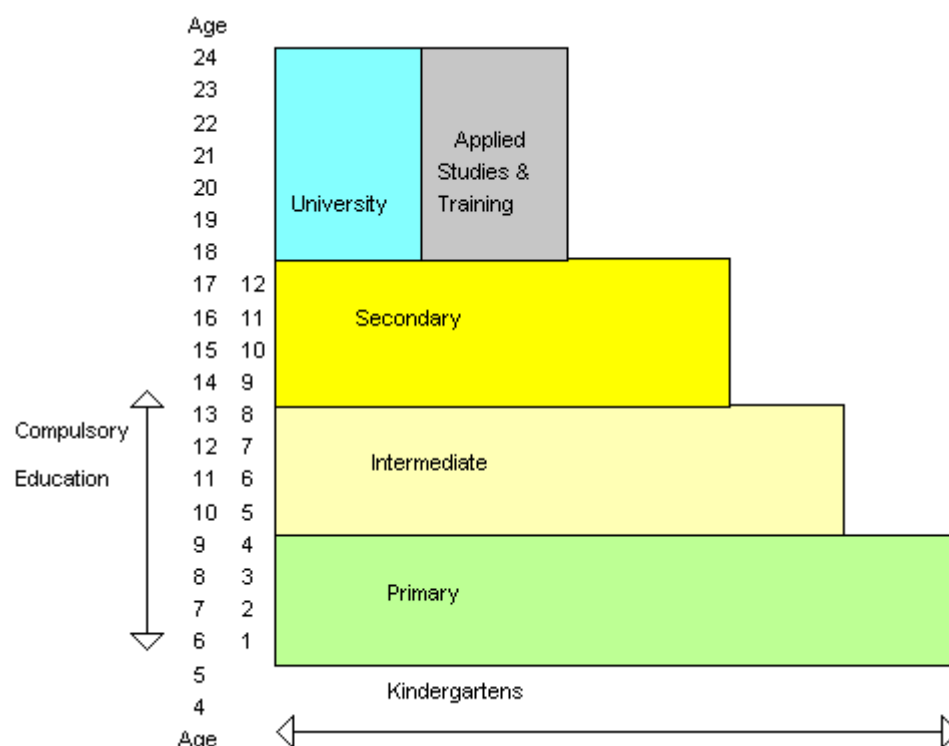 Age
24
23
22
Applied
21
Studies &
20
University
Training
19
18
17 12
16 11
Secondary
15 10
14 9
13 8
Compulsory
12 7
Intermediate
Education
11 6
10 5
9 4
8 3
Primary
7 2
6 1
5
Kindergartens
4
Age